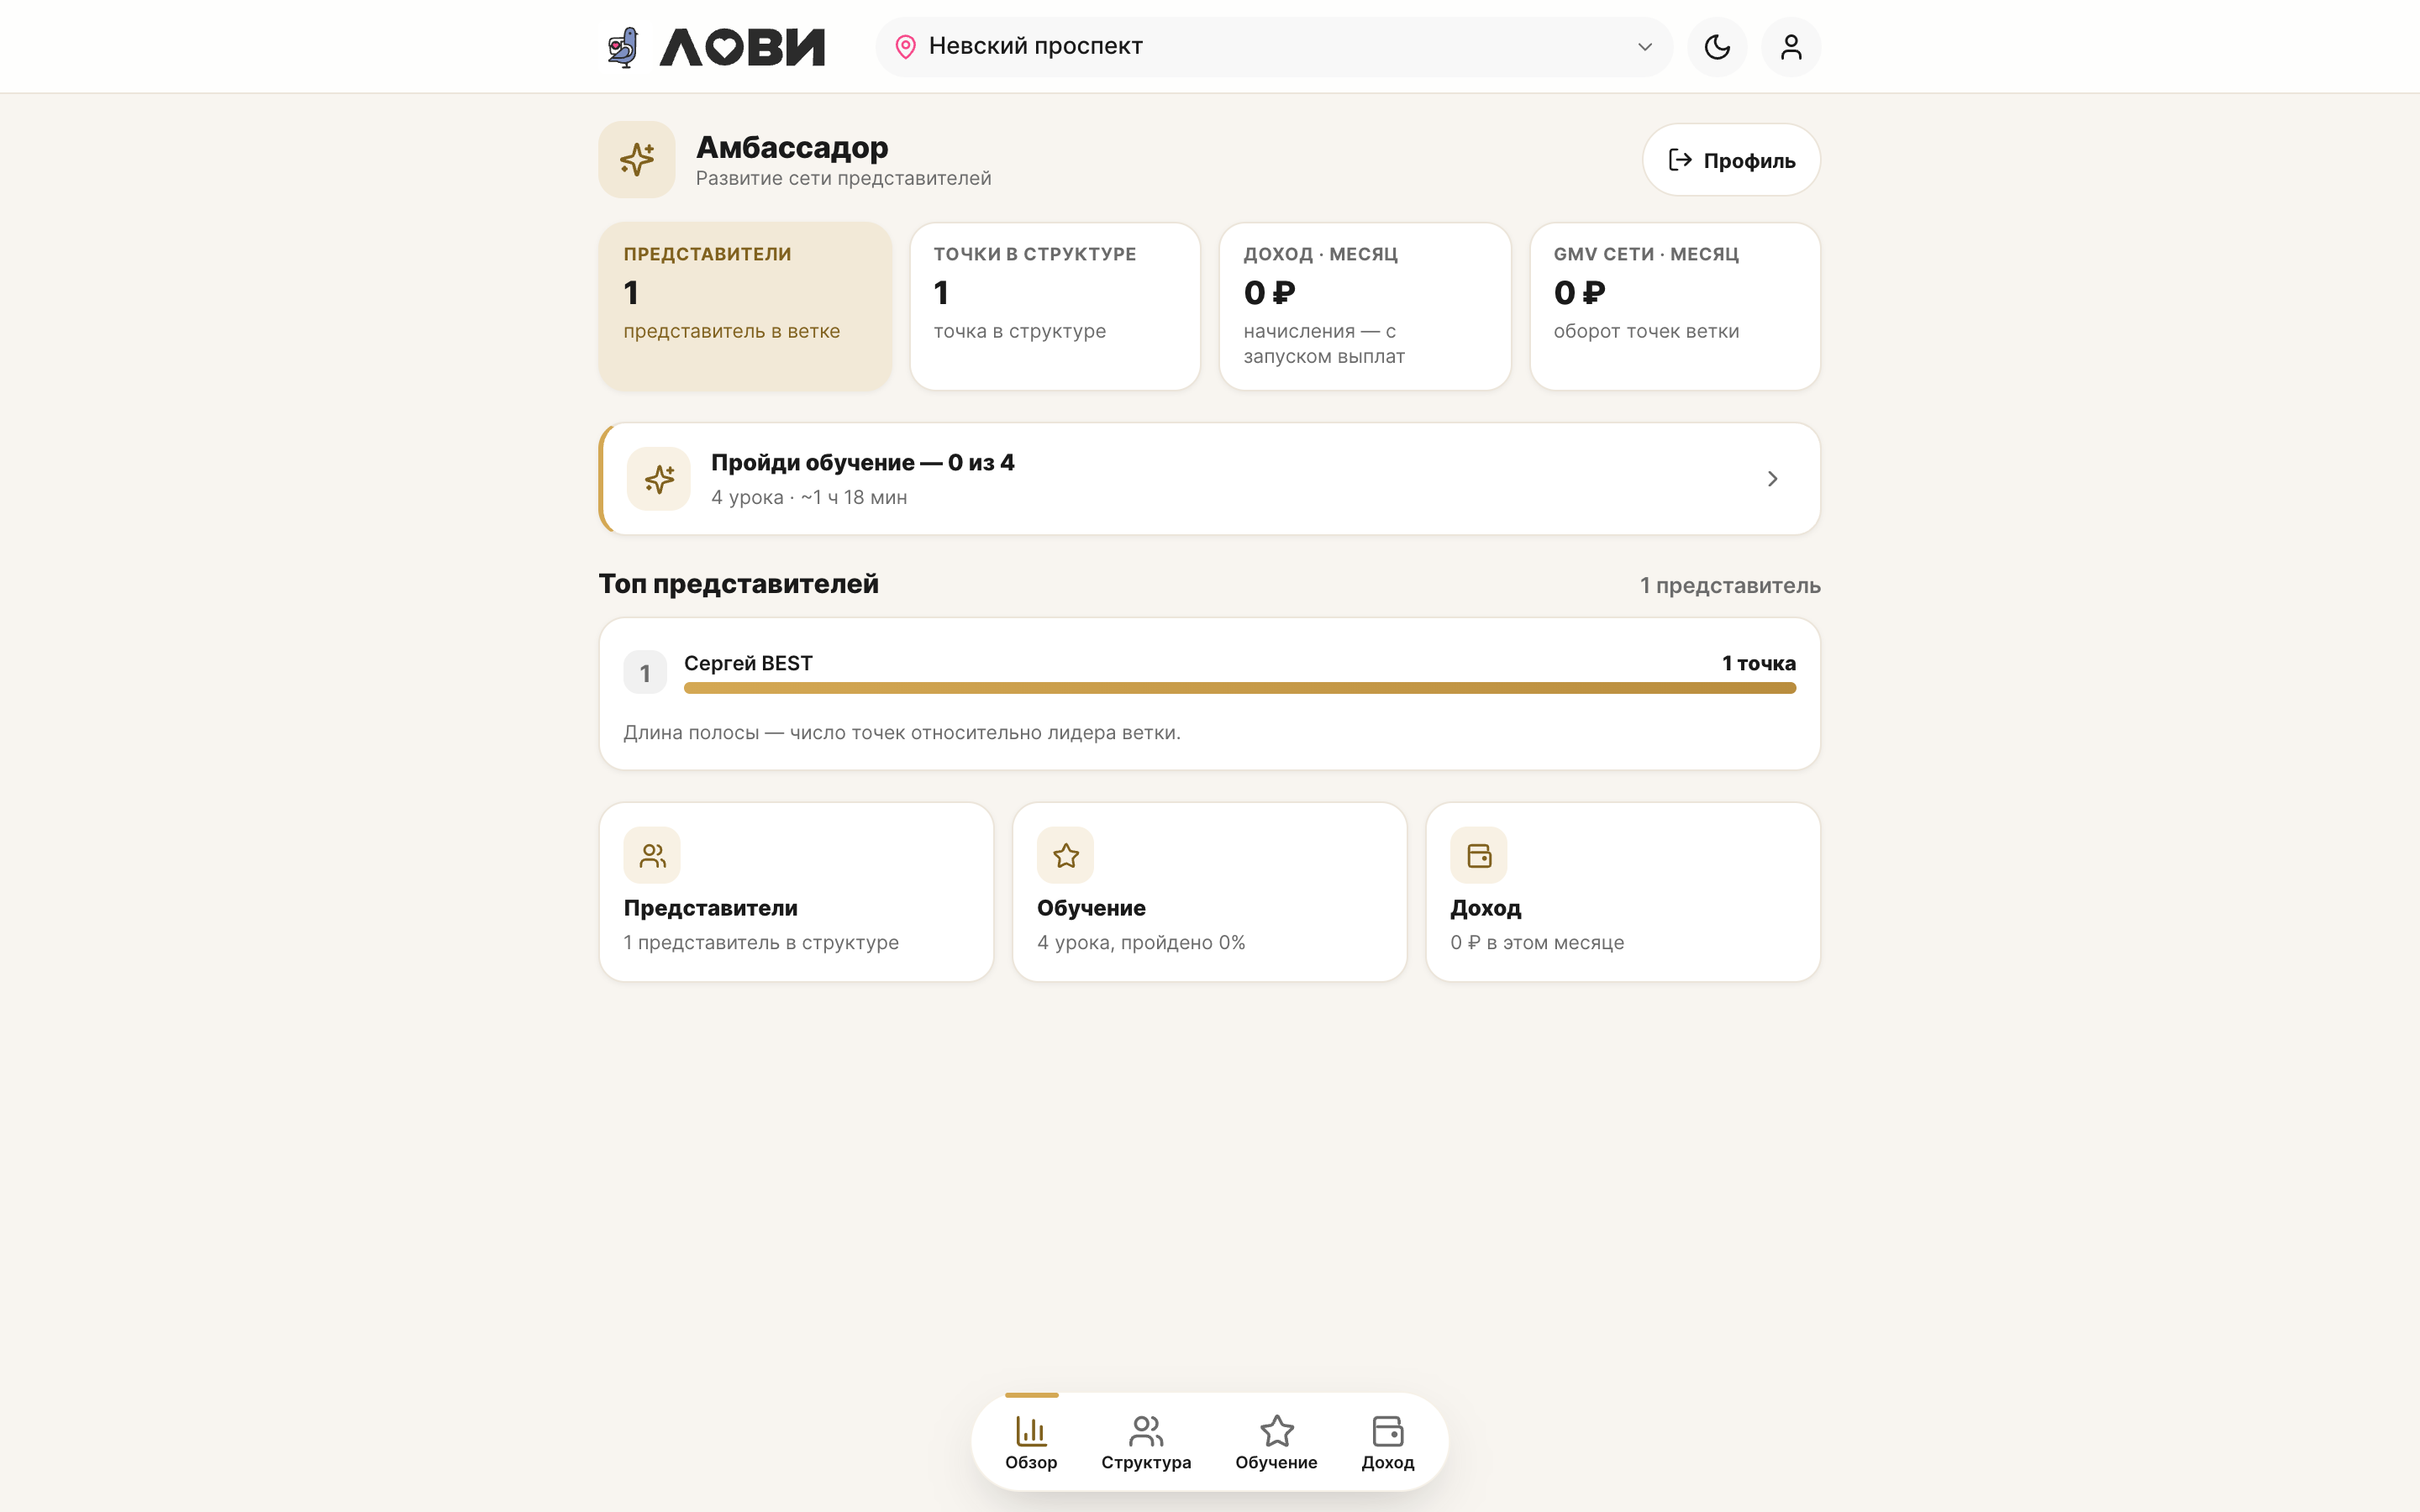 ЛОВИ
Невский проспект
Амбассадор
Развитие сети представителей
Профиль
ПРЕДСТАВИТЕЛИ
1
представитель в ветке
ТОЧКИ В СТРУКТУРЕ
1
точка в структуре
ДОХОД · МЕСЯЦ
0 ₽
начисления — с
запуском выплат
GMV СЕТИ · МЕСЯЦ
0 ₽
оборот точек ветки
Пройди обучение — 0 из 4
4 урока · ~1 ч 18 мин
Топ представителей
1 представитель
1
Сергей BEST
1 точка
Длина полосы — число точек относительно лидера ветки.
Представители
1 представитель в структуре
Обучение
4 урока, пройдено 0%
Доход
0 ₽ в этом месяце
Обзор
Структура
Обучение
Доход